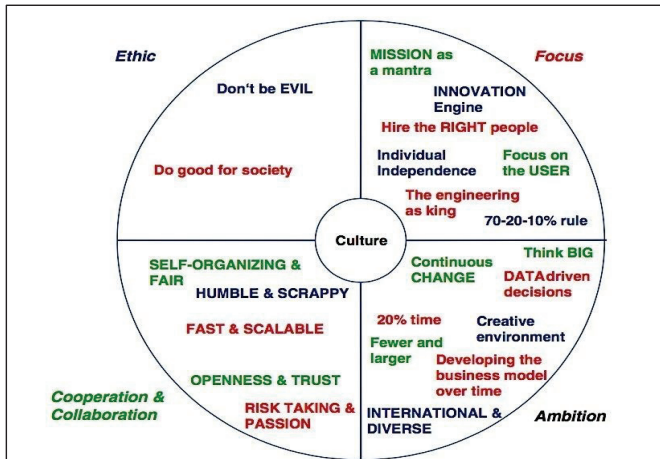 Ethic
Don't be EVIL
Do good for society
Focus
MISSION as
a mantra
INNOVATION
Engine
Hire the RIGHT people
Individual
Independence
Focus on
the USER
The engineering
as king
70-20-10% rule
Culture
SELF-ORGANIZING &
FAIR
HUMBLE & SCRAPPY
FAST & SCALABLE
OPENNESS & TRUST
RISK TAKING &
PASSION
Cooperation &
Collaboration
Think BIG
Continuous
CHANGE
DATA driven
decisions
20% time
Creative
environment
Fewer and
larger
Developing the
business model
over time
INTERNATIONAL &
DIVERSE
Ambition